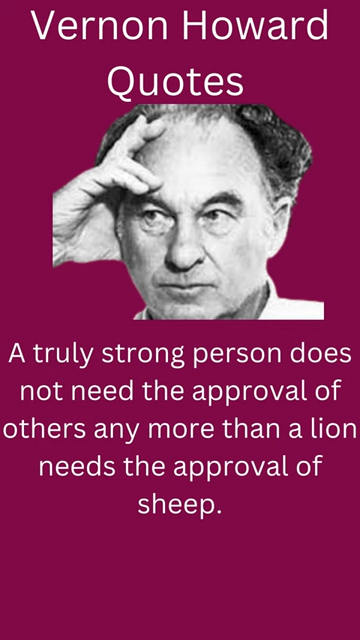 Vernon Howard
Quotes
A truly strong person does
not need the approval of
others any more than a lion
needs the approval of
sheep.